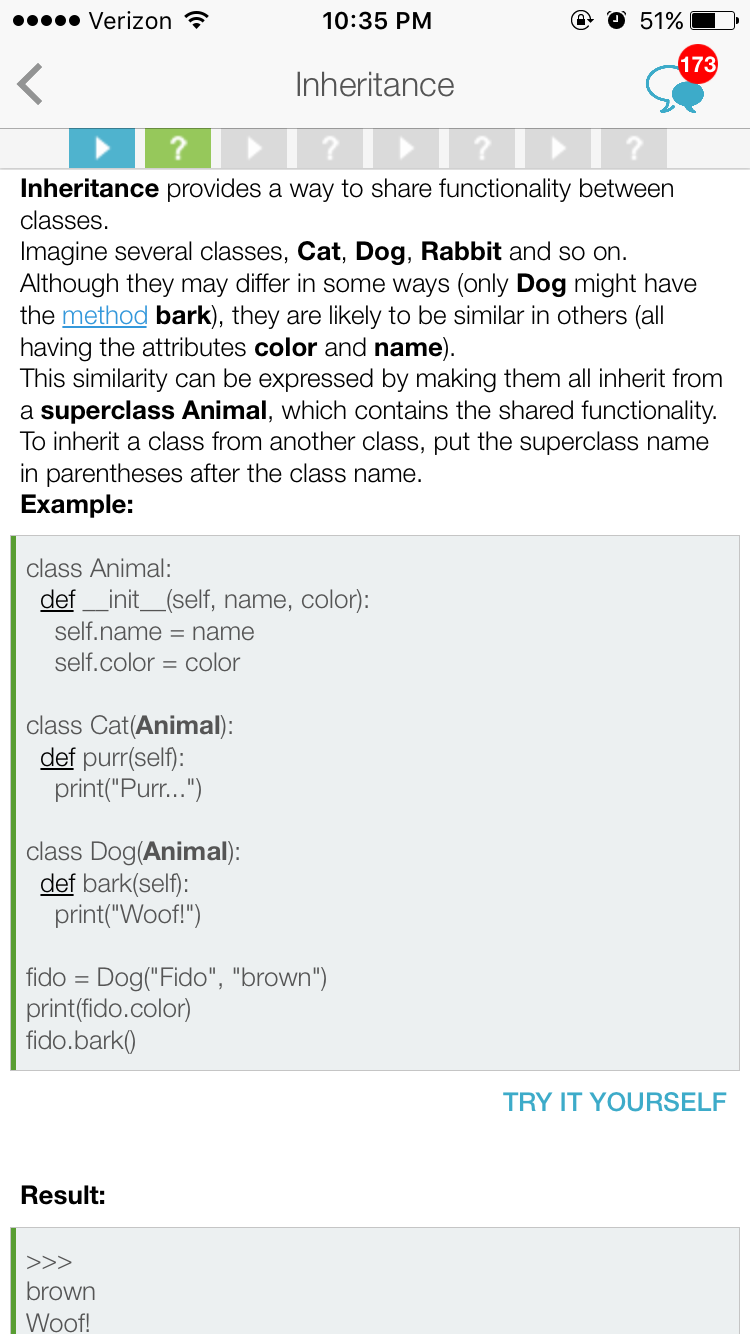 Verizon 10:35 PM 51%
Inheritance 173
? ? ? ?
Inheritance provides a way to share functionality between
classes.
Imagine several classes, Cat, Dog, Rabbit and so on.
Although they may differ in some ways (only Dog might have
the method bark), they are likely to be similar in others (all
having the attributes color and name).
This similarity can be expressed by making them all inherit from
a superclass Animal, which contains the shared functionality.
To inherit a class from another class, put the superclass name
in parentheses after the class name.
Example:
class Animal:
  def __init__(self, name, color):
    self.name = name
    self.color = color

class Cat(Animal):
  def purr(self):
    print("Purr...")

class Dog(Animal):
  def bark(self):
    print("Woof!")

fido = Dog("Fido", "brown")
print(fido.color)
fido.bark()
TRY IT YOURSELF
Result:
>>>
brown
Woof!